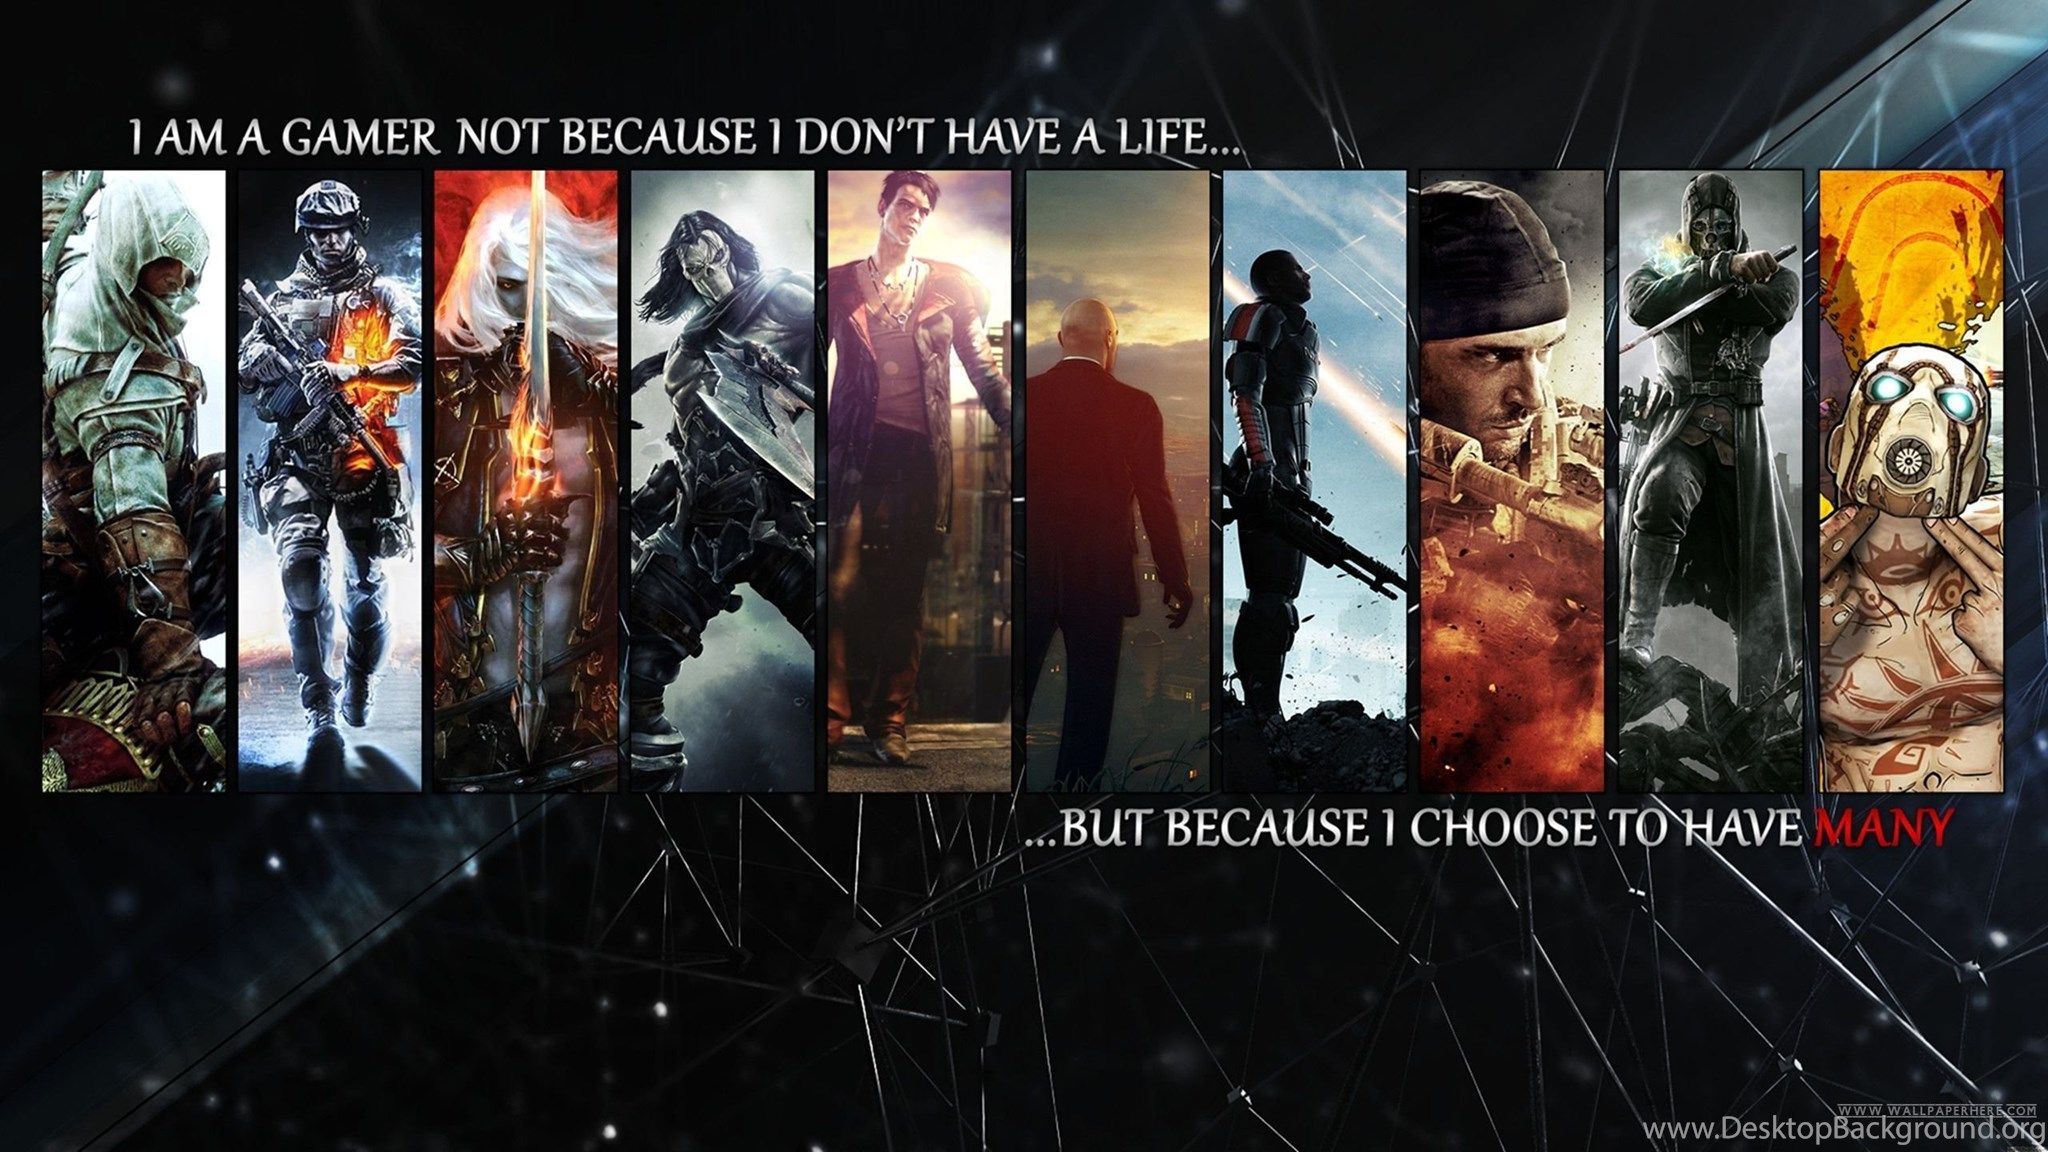 I AM A GAMER NOT BECAUSE I DON'T HAVE A LIFE...
...BUT BECAUSE I CHOOSE TO HAVE MANY
WWW.WALLPAPERHERE.COM
www.DesktopBackground.org